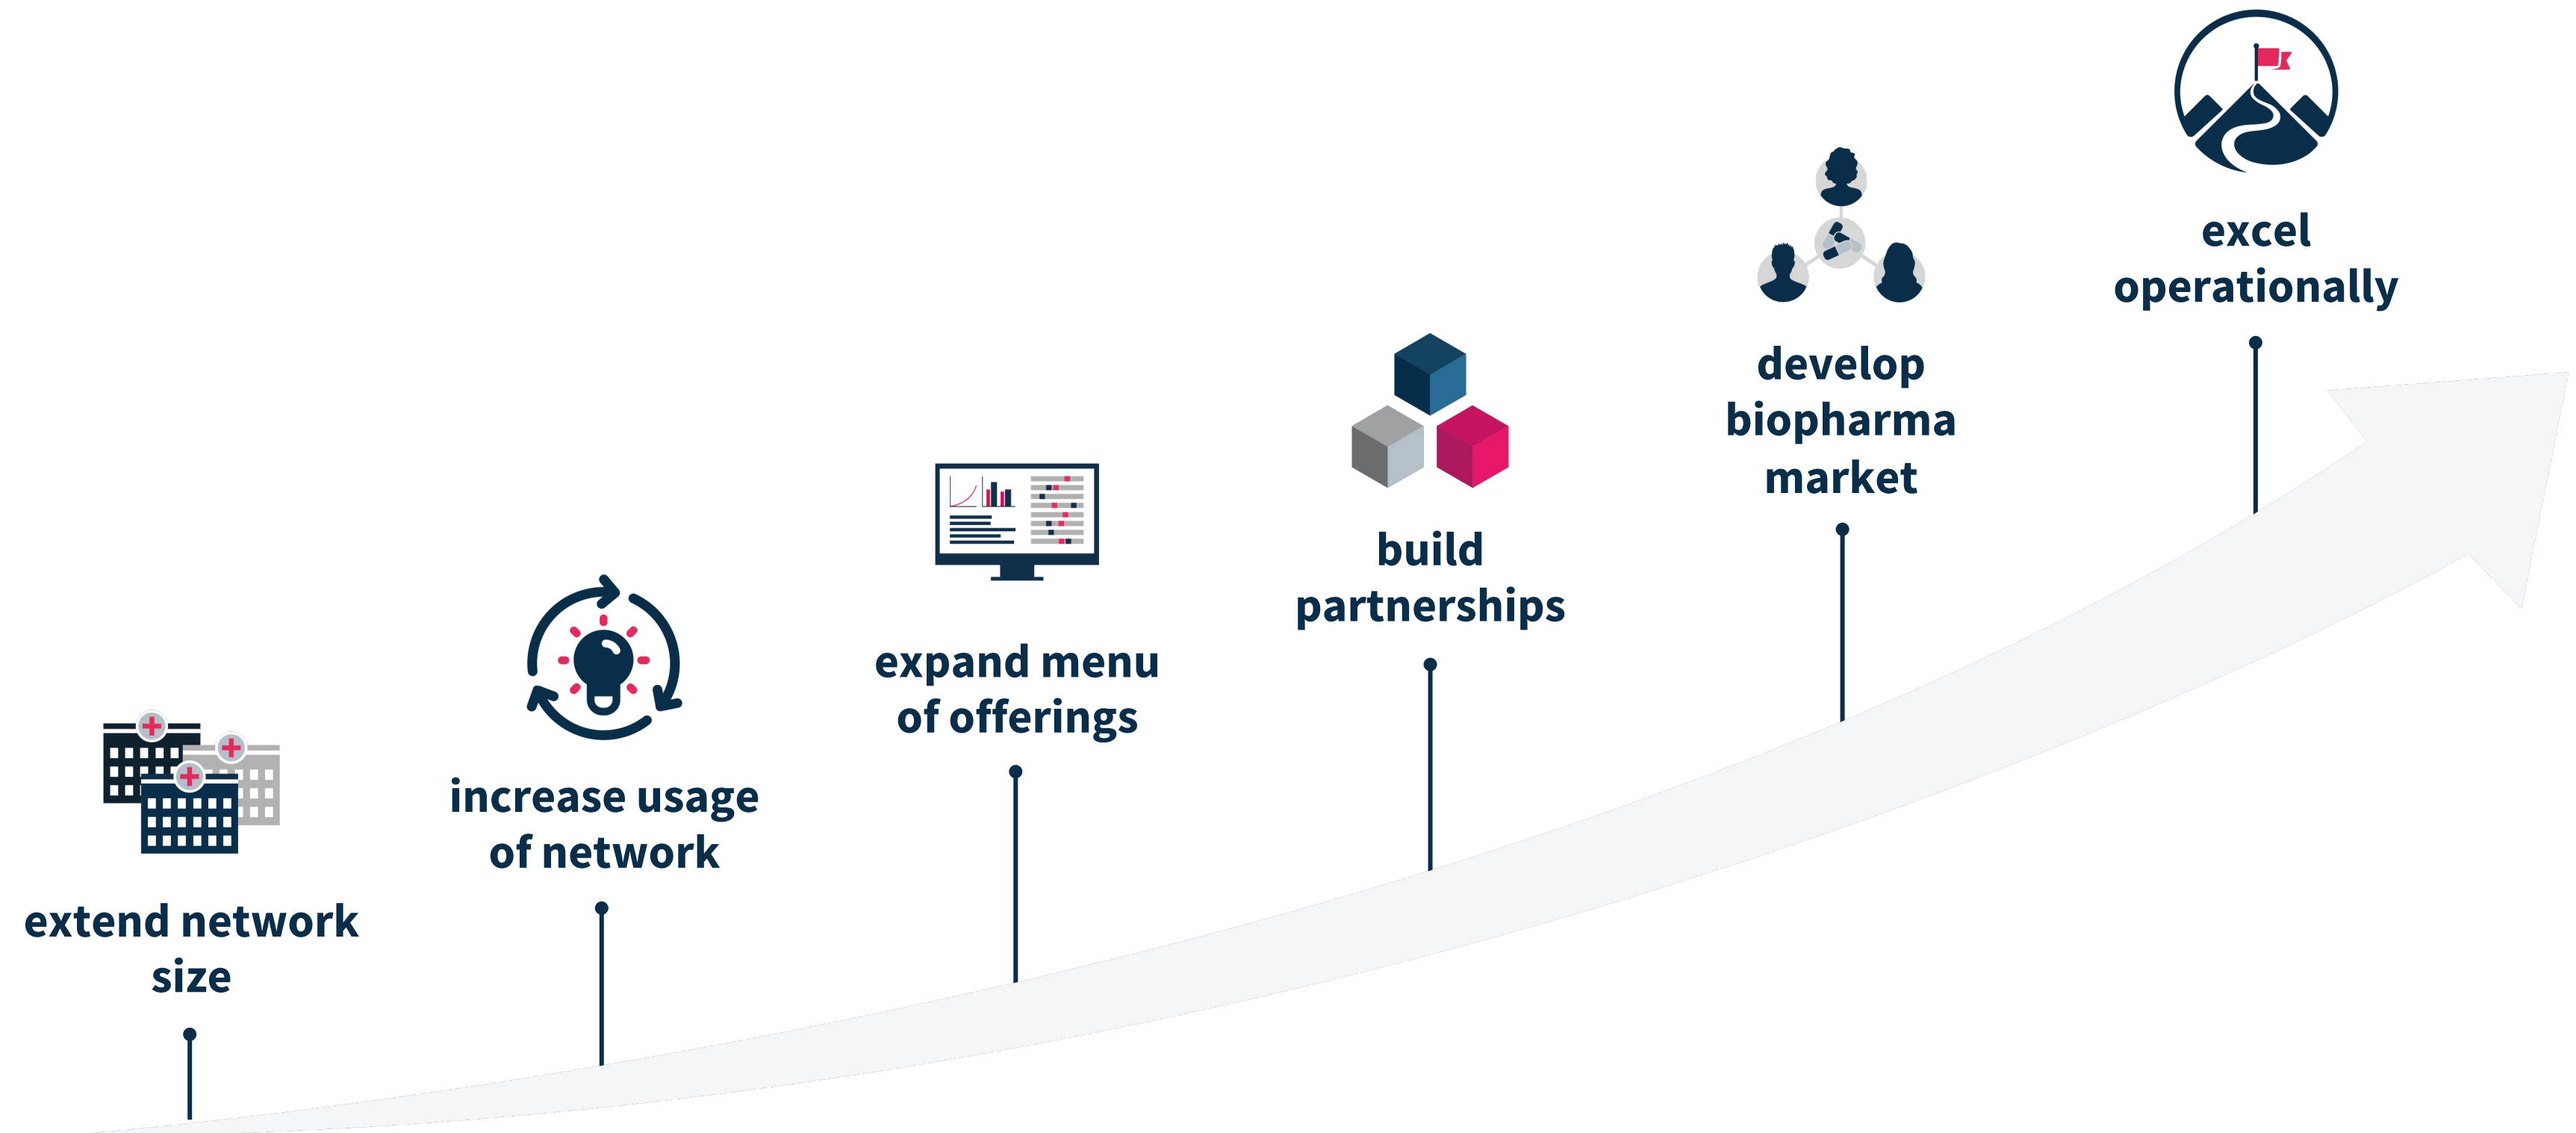 extend network
size
increase usage
of network
expand menu
of offerings
build
partnerships
develop
biopharma
market
excel
operationally